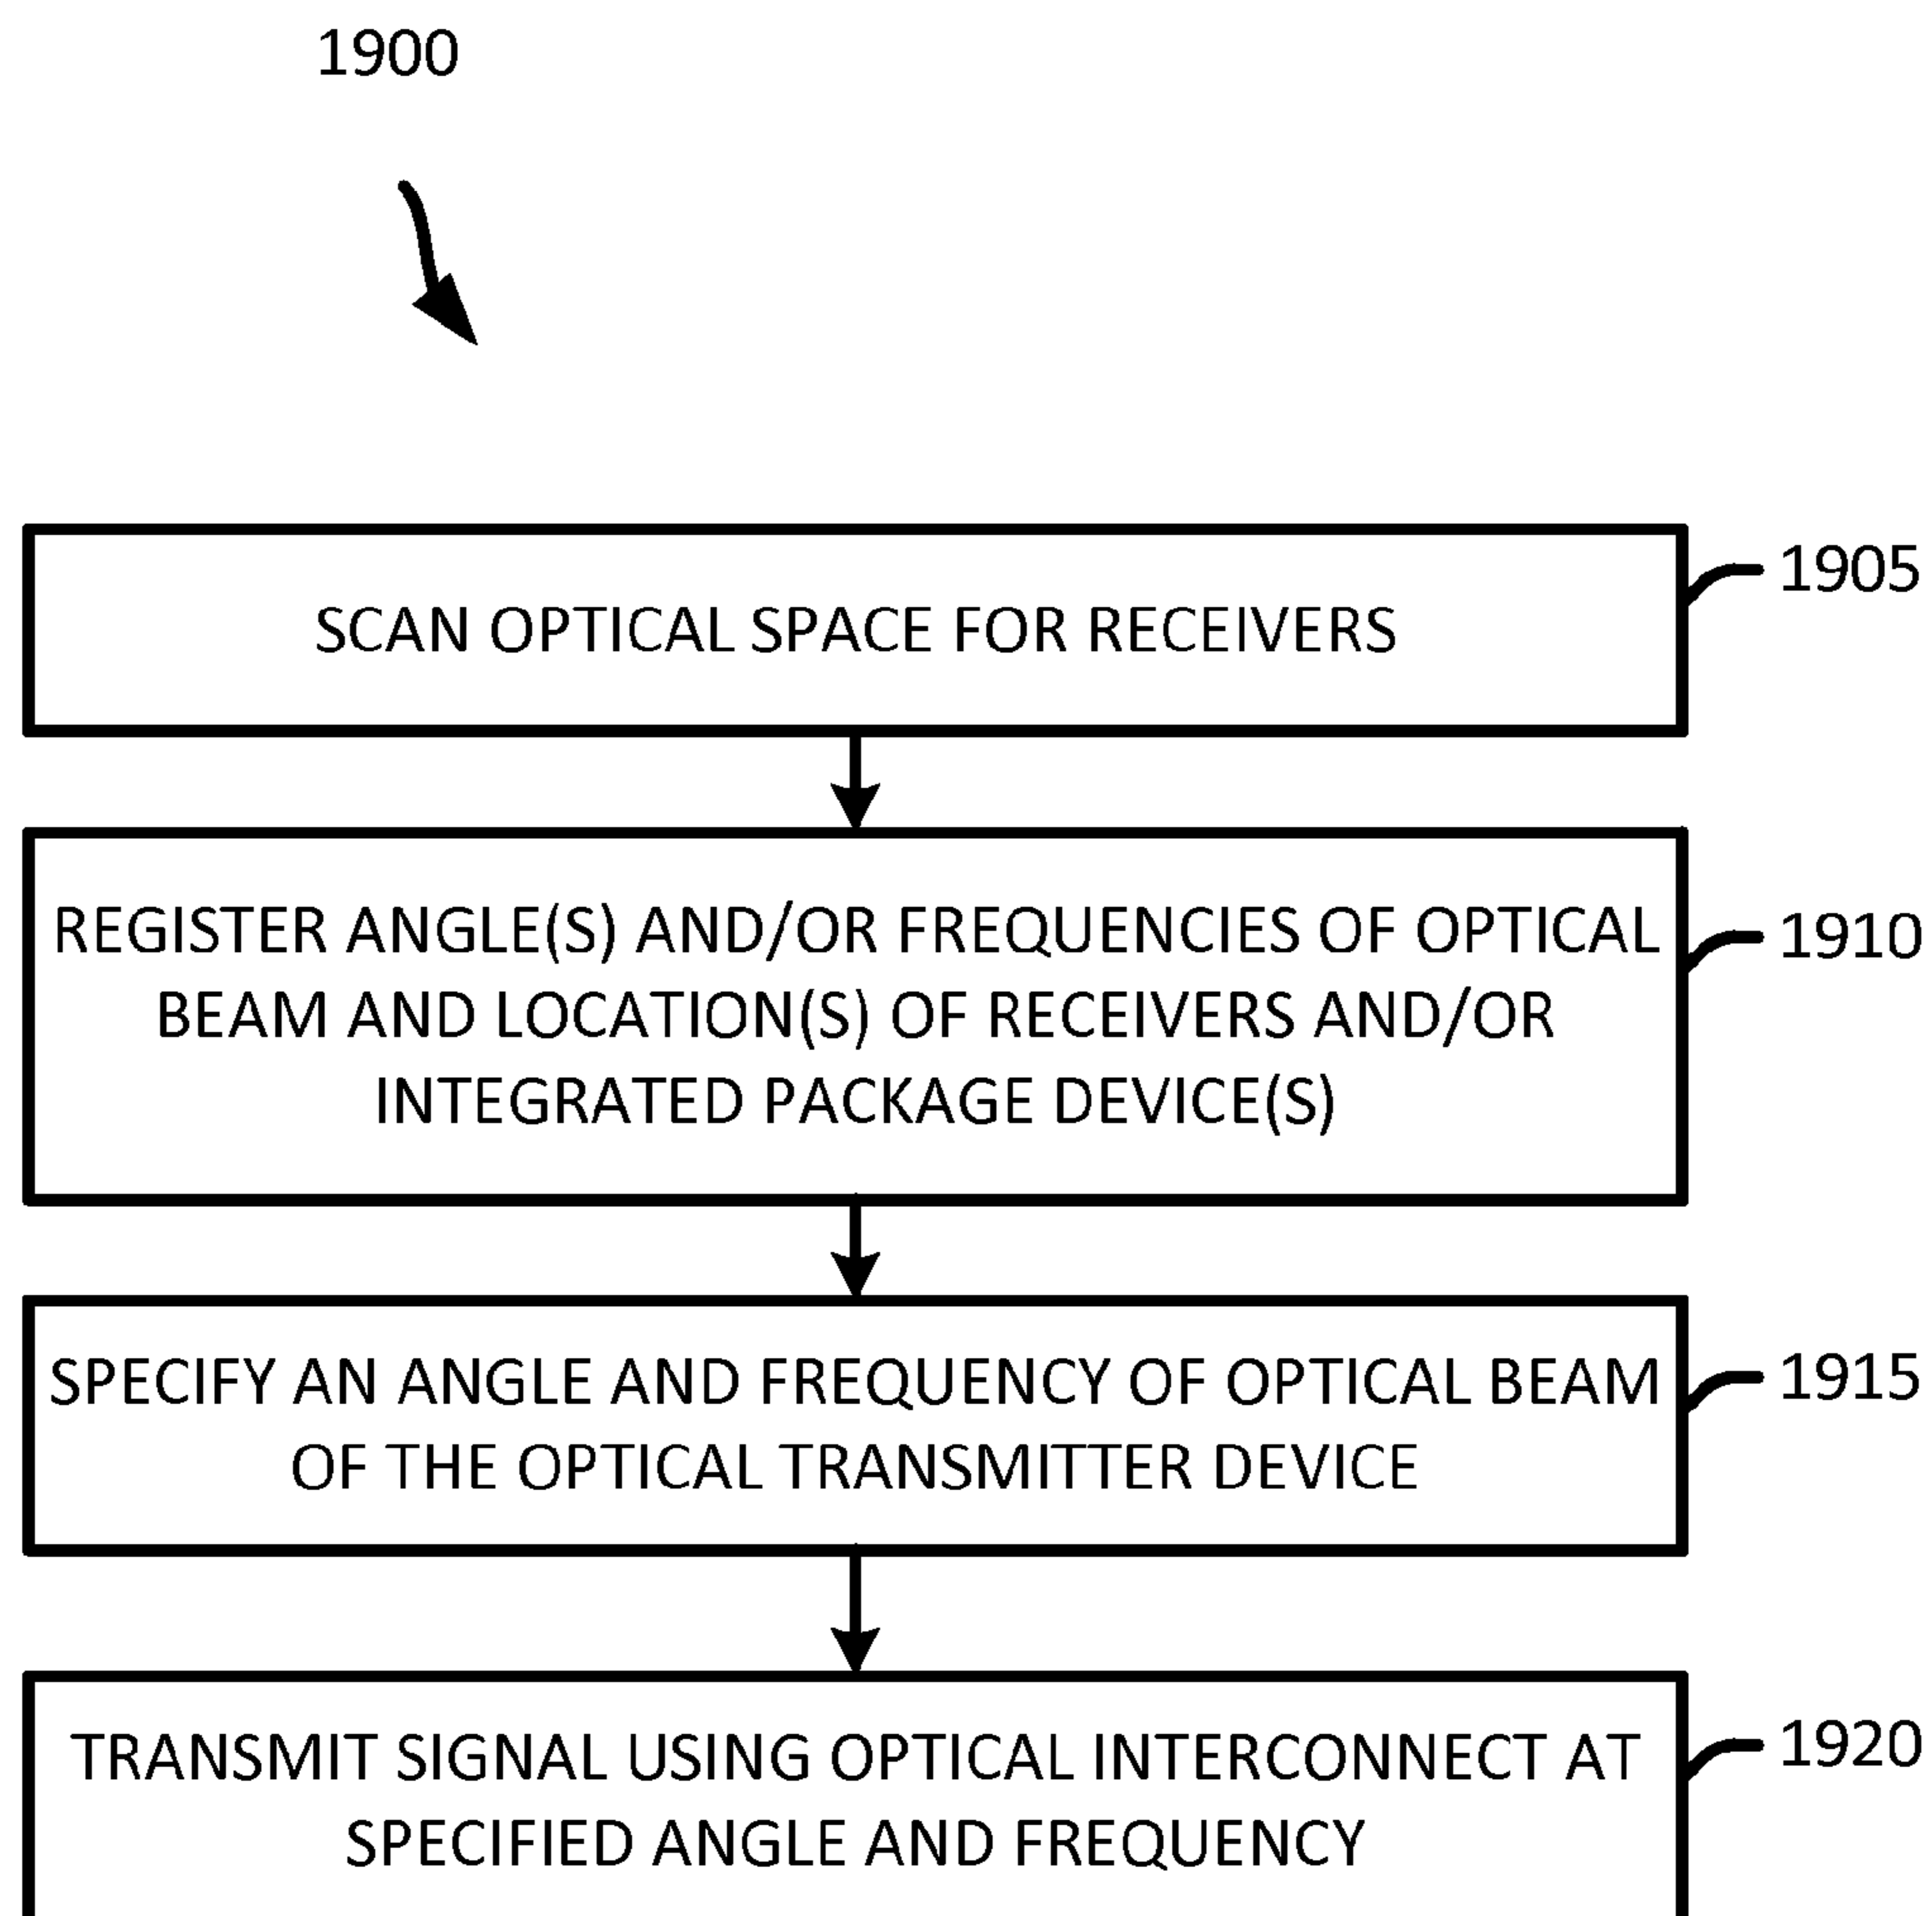 1900
SCAN OPTICAL SPACE FOR RECEIVERS
1905
REGISTER ANGLE(S) AND/OR FREQUENCIES OF OPTICAL
BEAM AND LOCATION(S) OF RECEIVERS AND/OR
INTEGRATED PACKAGE DEVICE(S)
1910
SPECIFY AN ANGLE AND FREQUENCY OF OPTICAL BEAM
OF THE OPTICAL TRANSMITTER DEVICE
1915
TRANSMIT SIGNAL USING OPTICAL INTERCONNECT AT
SPECIFIED ANGLE AND FREQUENCY
1920